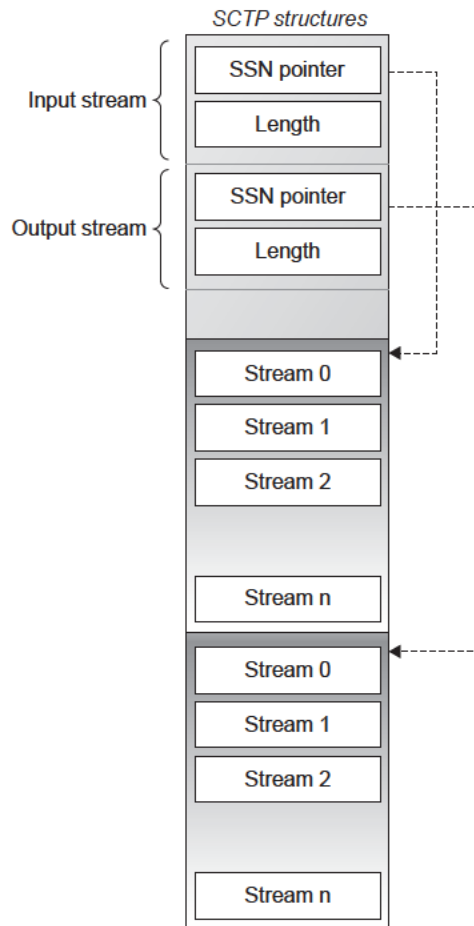 SCTP structures
Input stream
SSN pointer
Length
Output stream
SSN pointer
Length
Stream 0
Stream 1
Stream 2
Stream n
Stream 0
Stream 1
Stream 2
Stream n